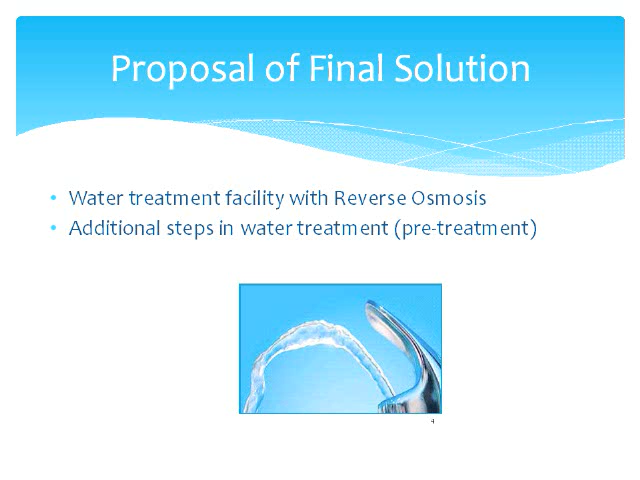 Proposal of Final Solution
• Water treatment facility with Reverse Osmosis
• Additional steps in water treatment (pre-treatment)
4